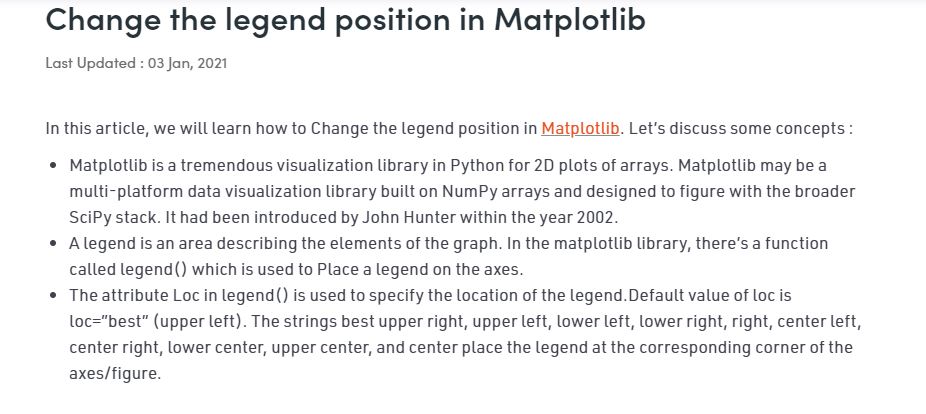 Change the legend position in Matplotlib
Last Updated : 03 Jan, 2021
In this article, we will learn how to Change the legend position in Matplotlib. Let's discuss some concepts :
• Matplotlib is a tremendous visualization library in Python for 2D plots of arrays. Matplotlib may be a
multi-platform data visualization library built on NumPy arrays and designed to figure with the broader
SciPy stack. It had been introduced by John Hunter within the year 2002.
• A legend is an area describing the elements of the graph. In the matplotlib library, there's a function
called legend() which is used to Place a legend on the axes.
• The attribute Loc in legend() is used to specify the location of the legend.Default value of loc is
loc=”best” (upper left). The strings best upper right, upper left, lower left, lower right, right, center left,
center right, lower center, upper center, and center place the legend at the corresponding corner of the
axes/figure.